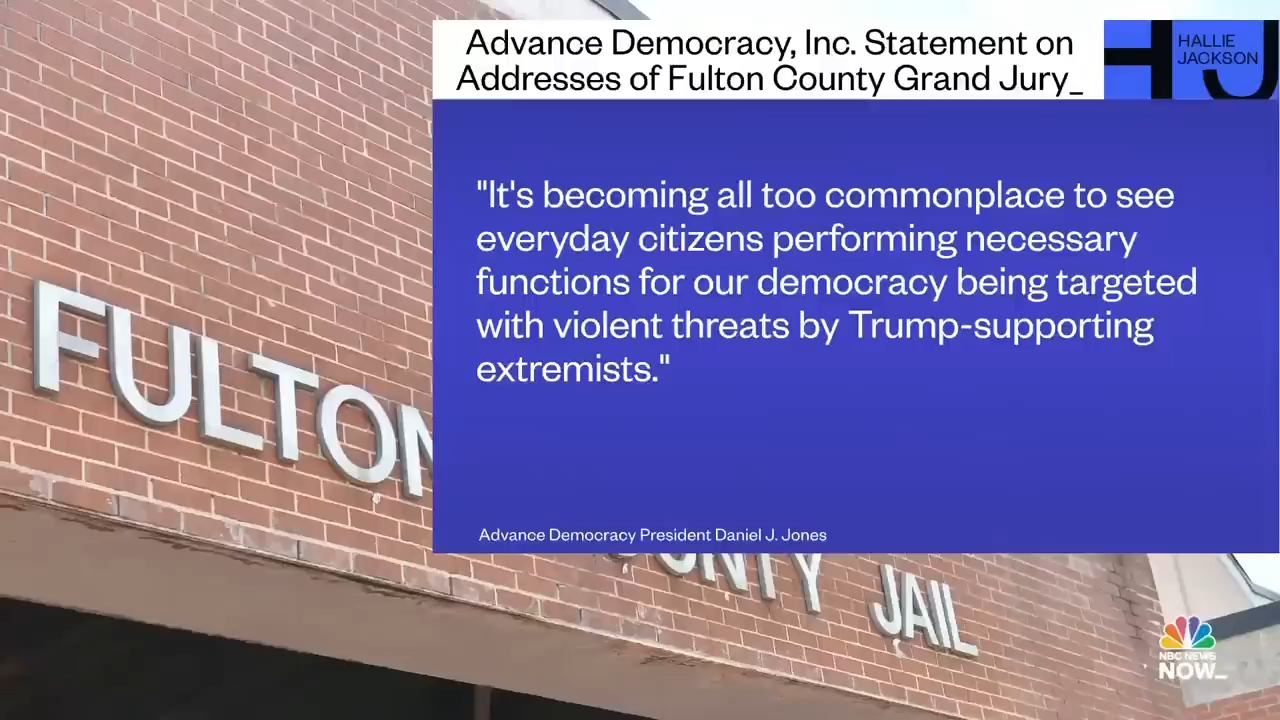 Advance Democracy, Inc. Statement on
Addresses of Fulton County Grand Jury_
HALLIE
JACKSON
"It's becoming all too commonplace to see
everyday citizens performing necessary
functions for our democracy being targeted
with violent threats by Trump-supporting
extremists."
Advance Democracy President Daniel J. Jones
FULTON
JAIL
NBC NEWS
NOW_